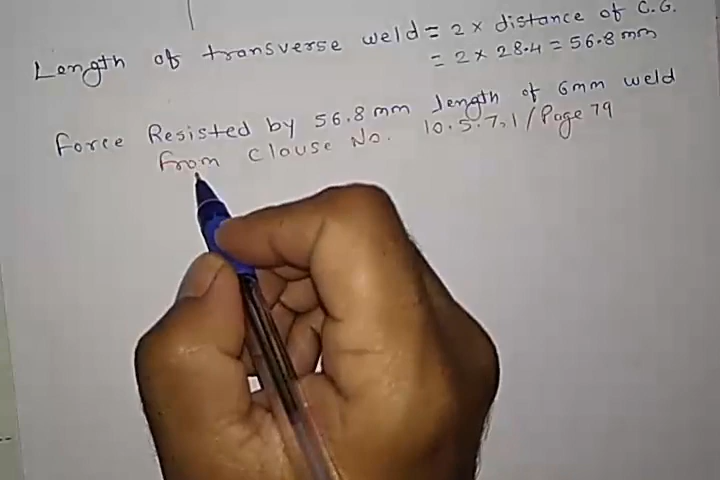 Length of transverse weld = 2 x distance of C.G.
= 2 x 28.4 = 56.8 mm
Force Resisted by 56.8 mm length of 6mm weld
From Clause No. 10.5.7.1 / Page 79